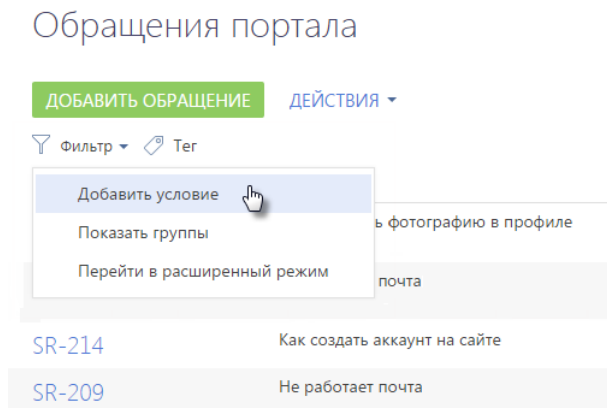 Обращения портала
ДОБАВИТЬ ОБРАЩЕНИЕ ДЕЙСТВИЯ
Фильтр Тег
Добавить условие
фотографию в профиле
Показать группы
Перейти в расширенный режим
почта
SR-214 Как создать аккаунт на сайте
SR-209 Не работает почта